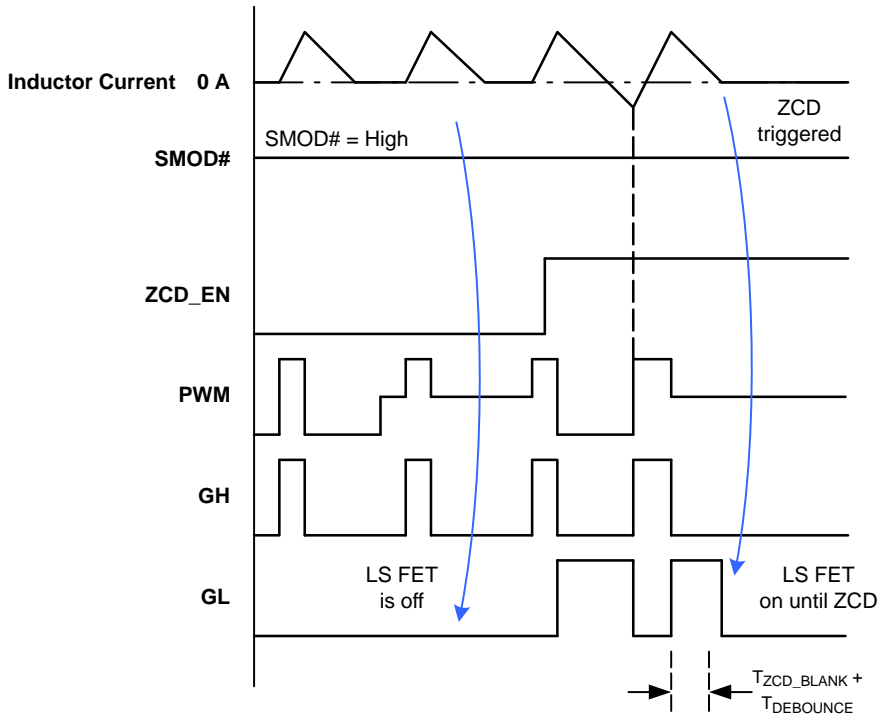 Inductor Current 0 A
ZCD
triggered
SMOD# = High
SMOD#
ZCD_EN
PWM
GH
GL
LS FET
is off
LS FET
on until ZCD
TZCD_BLANK +
TDEBOUNCE